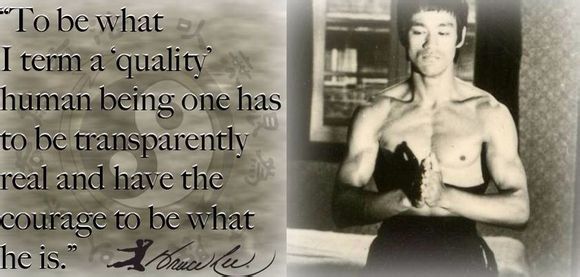 “To be what
I term a ‘quality’
human being one has
to be transparently
real and have the
courage to be what
he is.” Bruce Lee